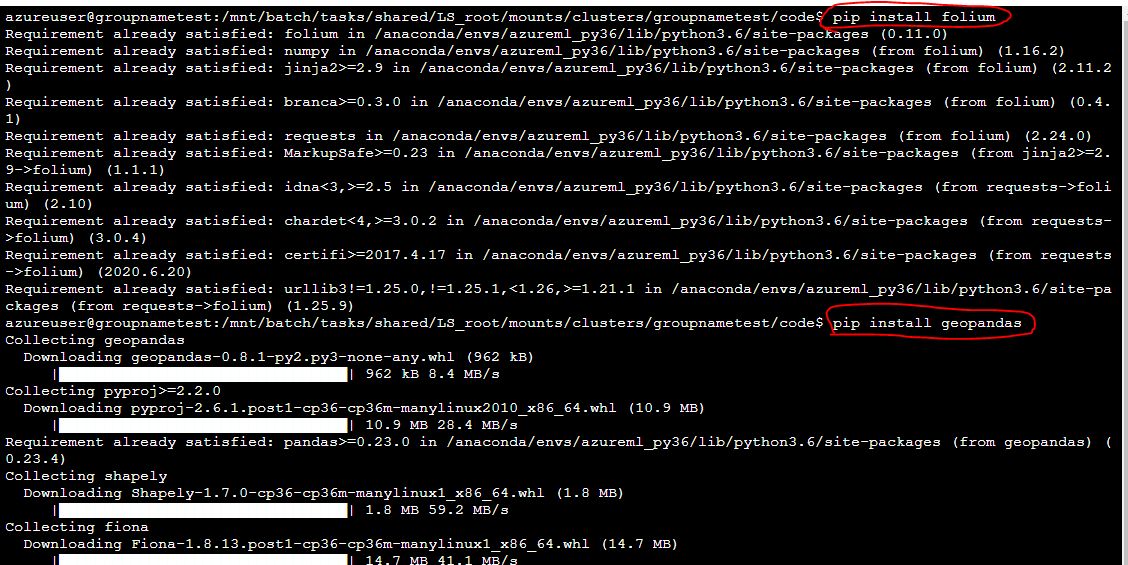 azureuser@groupnametest:/mnt/batch/tasks/shared/LS_root/mounts/clusters/groupnametest/code$ pip install folium
Requirement already satisfied: folium in /anaconda/envs/azureml_py36/lib/python3.6/site-packages (0.11.0)
Requirement already satisfied: numpy in /anaconda/envs/azureml_py36/lib/python3.6/site-packages (from folium) (1.16.2)
Requirement already satisfied: jinja2>=2.9 in /anaconda/envs/azureml_py36/lib/python3.6/site-packages (from folium) (2.11.2
)
Requirement already satisfied: branca>=0.3.0 in /anaconda/envs/azureml_py36/lib/python3.6/site-packages (from folium) (0.4.
1)
Requirement already satisfied: requests in /anaconda/envs/azureml_py36/lib/python3.6/site-packages (from folium) (2.24.0)
Requirement already satisfied: MarkupSafe>=0.23 in /anaconda/envs/azureml_py36/lib/python3.6/site-packages (from jinja2>=2.
9->folium) (1.1.1)
Requirement already satisfied: idna<3,>=2.5 in /anaconda/envs/azureml_py36/lib/python3.6/site-packages (from requests->foli
um) (2.10)
Requirement already satisfied: chardet<4,>=3.0.2 in /anaconda/envs/azureml_py36/lib/python3.6/site-packages (from requests-
>folium) (3.0.4)
Requirement already satisfied: certifi>=2017.4.17 in /anaconda/envs/azureml_py36/lib/python3.6/site-packages (from requests
->folium) (2020.6.20)
Requirement already satisfied: urllib3!=1.25.0,!=1.25.1,<1.26,>=1.21.1 in /anaconda/envs/azureml_py36/lib/python3.6/site-pa
ckages (from requests->folium) (1.25.9)
azureuser@groupnametest:/mnt/batch/tasks/shared/LS_root/mounts/clusters/groupnametest/code$ pip install geopandas
Collecting geopandas
  Downloading geopandas-0.8.1-py2.py3-none-any.whl (962 kB)
     |████████████████████████████████| 962 kB 8.4 MB/s
Collecting pyproj>=2.2.0
  Downloading pyproj-2.6.1.post1-cp36-cp36m-manylinux2010_x86_64.whl (10.9 MB)
     |████████████████████████████████| 10.9 MB 28.4 MB/s
Requirement already satisfied: pandas>=0.23.0 in /anaconda/envs/azureml_py36/lib/python3.6/site-packages (from geopandas) (
0.23.4)
Collecting shapely
  Downloading Shapely-1.7.0-cp36-cp36m-manylinux1_x86_64.whl (1.8 MB)
     |████████████████████████████████| 1.8 MB 59.2 MB/s
Collecting fiona
  Downloading Fiona-1.8.13.post1-cp36-cp36m-manylinux1_x86_64.whl (14.7 MB)
     |████████████████████████████████| 14.7 MB 41.1 MB/s